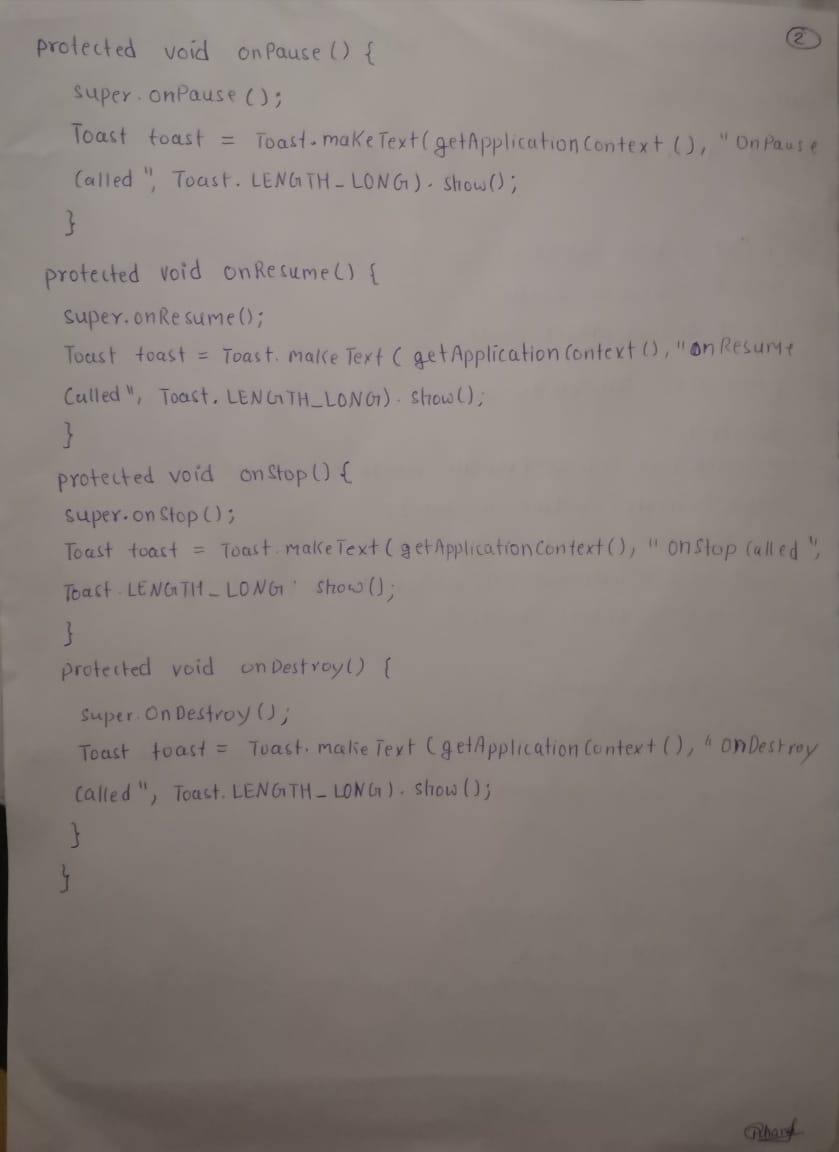 2
protected void onPause () {
super. onPause ();
Toast toast = Toast. makeText(getApplicationContext (), "OnPause
Called", Toast. LENGTH_LONG). show();
}
protected void onResume() {
super.onResume();
Toast toast = Toast. makeText (getApplicationContext (), "onResume
Called", Toast. LENGTH_LONG). show();
}
protected void onStop() {
super.onStop();
Toast toast = Toast. makeText (getApplicationContext(), "onStop Called",
Toast. LENGTH_LONG . show();
}
protected void onDestroy() {
super. OnDestroy ();
Toast toast = Toast. makeText (getApplicationContext (), "OnDestroy
Called", Toast. LENGTH_LONG). show();
}
}